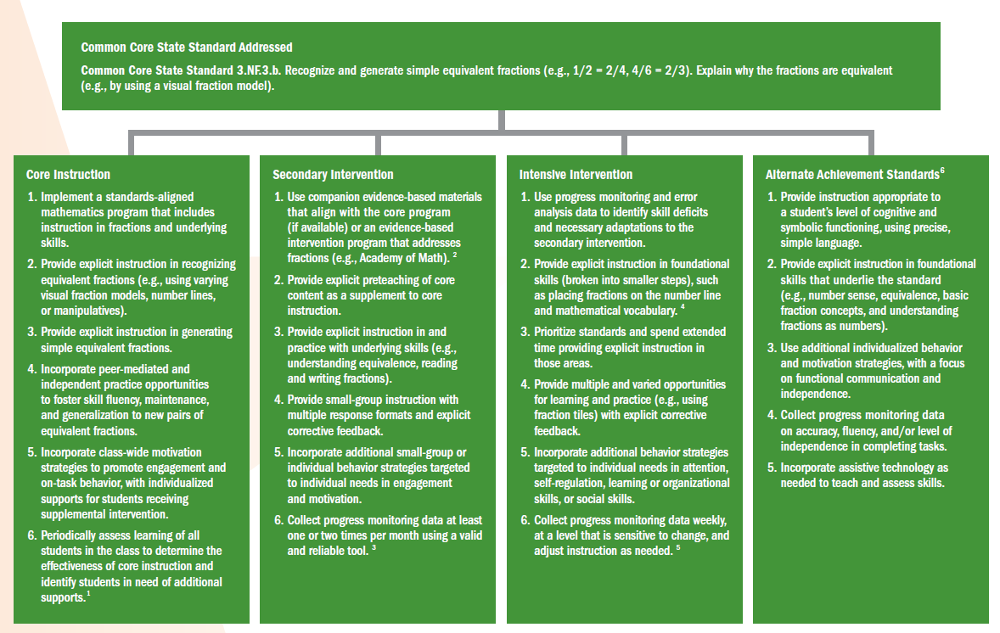 Common Core State Standard Addressed
Common Core State Standard 3.NF.3.b. Recognize and generate simple equivalent fractions (e.g., 1/2 = 2/4, 4/6 = 2/3). Explain why the fractions are equivalent
(e.g., by using a visual fraction model).
Core Instruction
1. Implement a standards-aligned
mathematics program that includes
instruction in fractions and underlying
skills.
2. Provide explicit instruction in recognizing
equivalent fractions (e.g., using varying
visual fraction models, number lines,
or manipulatives).
3. Provide explicit instruction in generating
simple equivalent fractions.
4. Incorporate peer-mediated and
independent practice opportunities
to foster skill fluency, maintenance,
and generalization to new pairs of
equivalent fractions.
5. Incorporate class-wide motivation
strategies to promote engagement and
on-task behavior, with individualized
supports for students receiving
supplemental intervention.
6. Periodically assess learning of all
students in the class to determine the
effectiveness of core instruction and
identify students in need of additional
supports.1
Secondary Intervention
1. Use companion evidence-based materials
that align with the core program
(if available) or an evidence-based
intervention program that addresses
fractions (e.g., Academy of Math). 2
2. Provide explicit preteaching of core
content as a supplement to core
instruction.
3. Provide explicit instruction in and
practice with underlying skills (e.g.,
understanding equivalence, reading
and writing fractions).
4. Provide small-group instruction with
multiple response formats and explicit
corrective feedback.
5. Incorporate additional small-group or
individual behavior strategies targeted
to individual needs in engagement
and motivation.
6. Collect progress monitoring data at least
one or two times per month using a valid
and reliable tool. 3
Intensive Intervention
1. Use progress monitoring and error
analysis data to identify skill deficits
and necessary adaptations to the
secondary intervention.
2. Provide explicit instruction in foundational
skills (broken into smaller steps), such
as placing fractions on the number line
and mathematical vocabulary. 4
3. Prioritize standards and spend extended
time providing explicit instruction in
those areas.
4. Provide multiple and varied opportunities
for learning and practice (e.g., using
fraction tiles) with explicit corrective
feedback.
5. Incorporate additional behavior strategies
targeted to individual needs in attention,
self-regulation, learning or organizational
skills, or social skills.
6. Collect progress monitoring data weekly,
at a level that is sensitive to change, and
adjust instruction as needed. 5
Alternate Achievement Standards6
1. Provide instruction appropriate to
a student's level of cognitive and
symbolic functioning, using precise,
simple language.
2. Provide explicit instruction in foundational
skills that underlie the standard
(e.g., number sense, equivalence, basic
fraction concepts, and understanding
fractions as numbers).
3. Use additional individualized behavior
and motivation strategies, with a focus
on functional communication and
independence.
4. Collect progress monitoring data
on accuracy, fluency, and/or level of
independence in completing tasks.
5. Incorporate assistive technology as
needed to teach and assess skills.